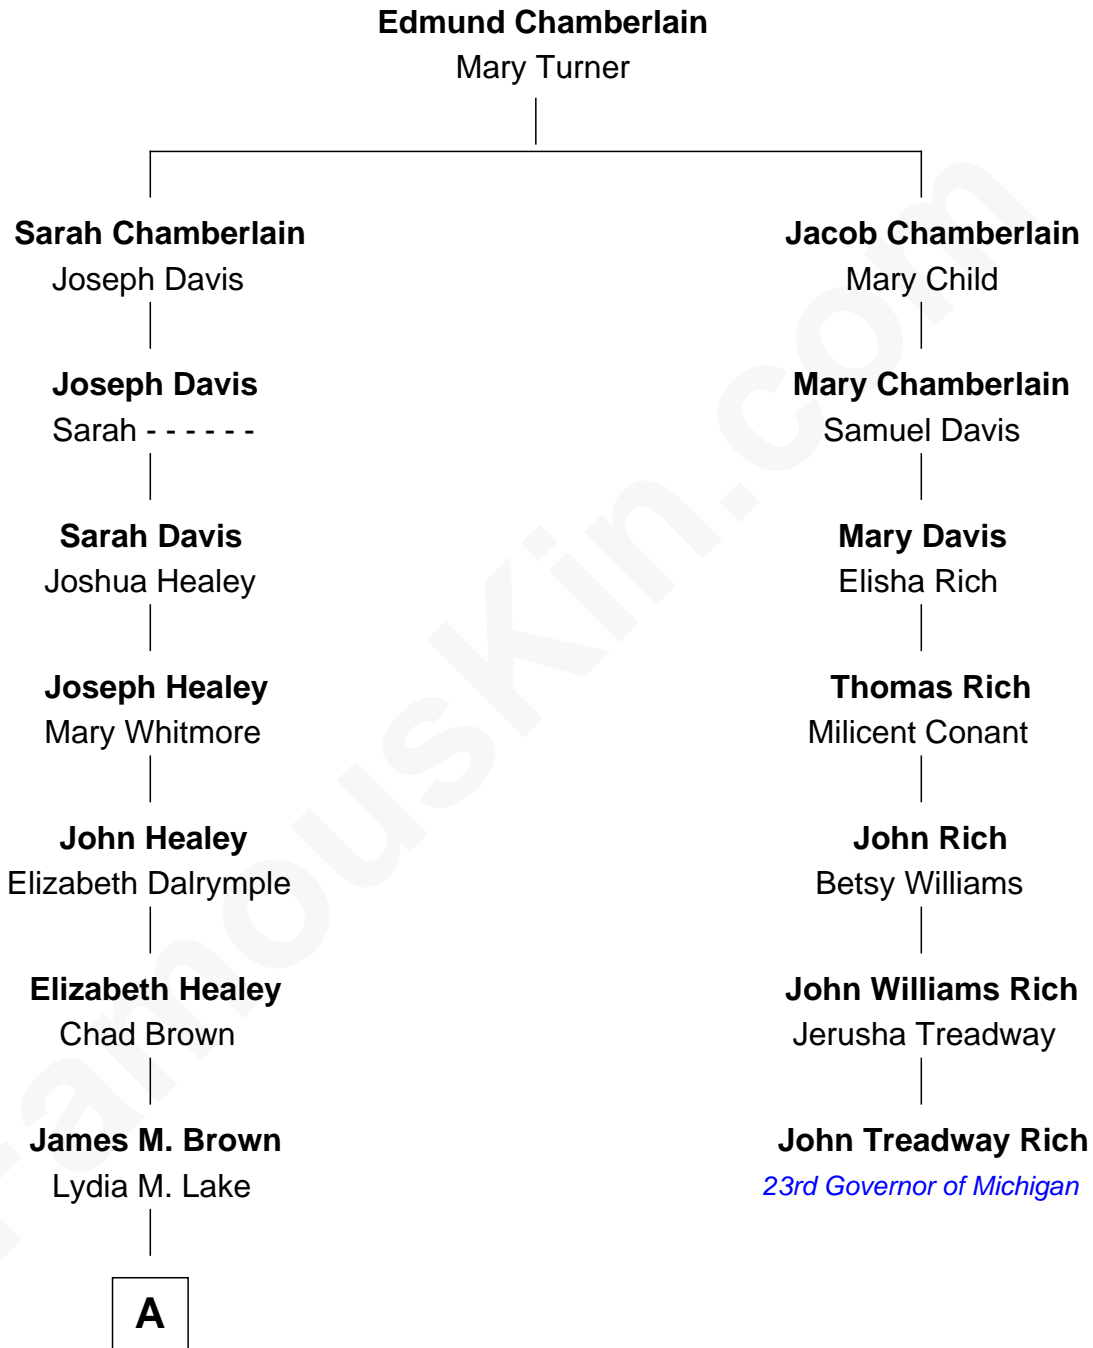 Edmund Chamberlain
Mary Turner
Sarah Chamberlain
Joseph Davis
Jacob Chamberlain
Mary Child
Joseph Davis
Sarah - - - - - -
Mary Chamberlain
Samuel Davis
Sarah Davis
Joshua Healey
Mary Davis
Elisha Rich
Joseph Healey
Mary Whitmore
Thomas Rich
Milicent Conant
John Healey
Elizabeth Dalrymple
John Rich
Betsy Williams
Elizabeth Healey
Chad Brown
John Williams Rich
Jerusha Treadway
James M. Brown
Lydia M. Lake
John Treadway Rich
23rd Governor of Michigan
A
FamousKin.com